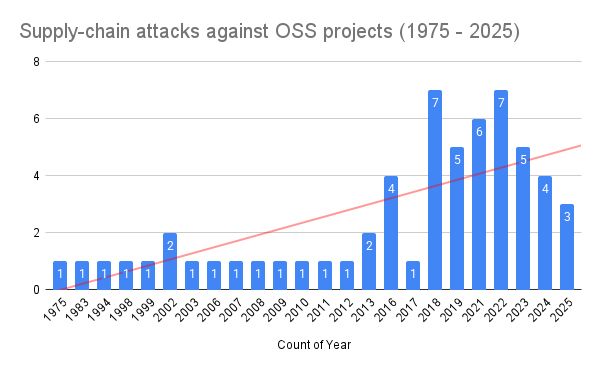 Supply-chain attacks against OSS projects (1975 - 2025)
8
6
4
2
0
1 1 1 1 1 2 1 1 1 1 1 1 1 1 2 4 1 7 5 6 7 5 4 3
1975 1983 1994 1998 1999 2002 2003 2006 2007 2008 2009 2010 2011 2012 2013 2016 2017 2018 2019 2021 2022 2023 2024 2025
Count of Year